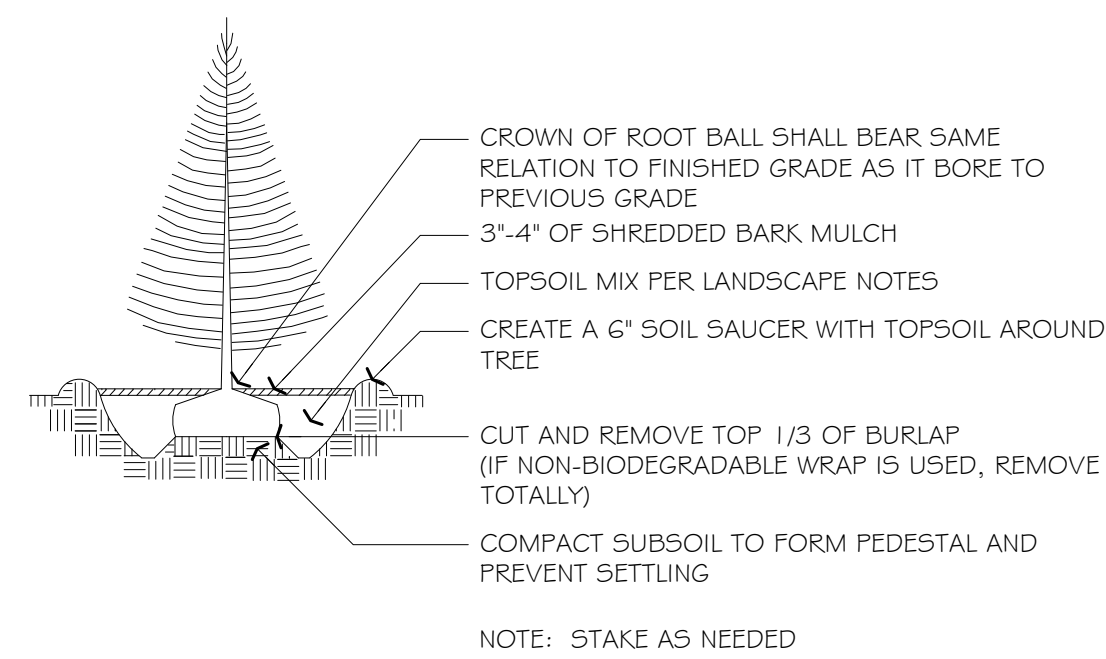 CROWN OF ROOT BALL SHALL BEAR SAME
RELATION TO FINISHED GRADE AS IT BORE TO
PREVIOUS GRADE
3"-4" OF SHREDDED BARK MULCH
TOPSOIL MIX PER LANDSCAPE NOTES
CREATE A 6" SOIL SAUCER WITH TOPSOIL AROUND
TREE
CUT AND REMOVE TOP 1/3 OF BURLAP
(IF NON-BIODEGRADABLE WRAP IS USED, REMOVE
TOTALLY)
COMPACT SUBSOIL TO FORM PEDESTAL AND
PREVENT SETTLING
NOTE: STAKE AS NEEDED